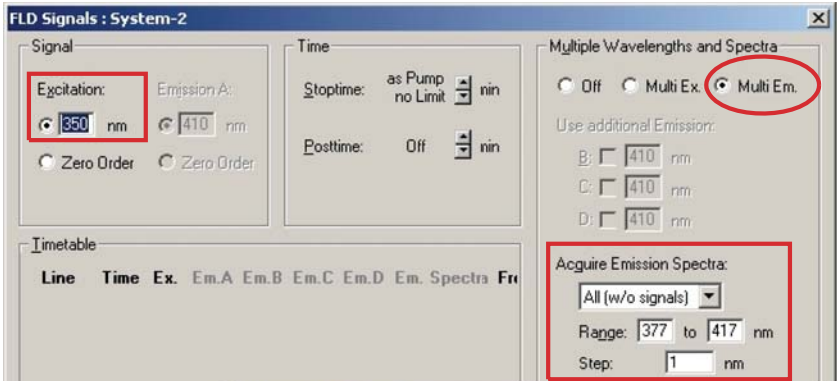 FLD Signals : System-2
Signal
Excitation:
Emission A:
350 nm
410 nm
Zero Order
Zero Order
Time
Stoptime: as Pump no Limit nin
Posttime: Off nin
Multiple Wavelengths and Spectra
Off Multi Ex. Multi Em.
Use additional Emission:
B: 410 nm
C: 410 nm
D: 410 nm
Timetable
Line Time Ex. Em.A Em.B Em.C Em.D Em. Spectra Fre
Acquire Emission Spectra:
All (w/o signals)
Range: 377 to 417 nm
Step: 1 nm